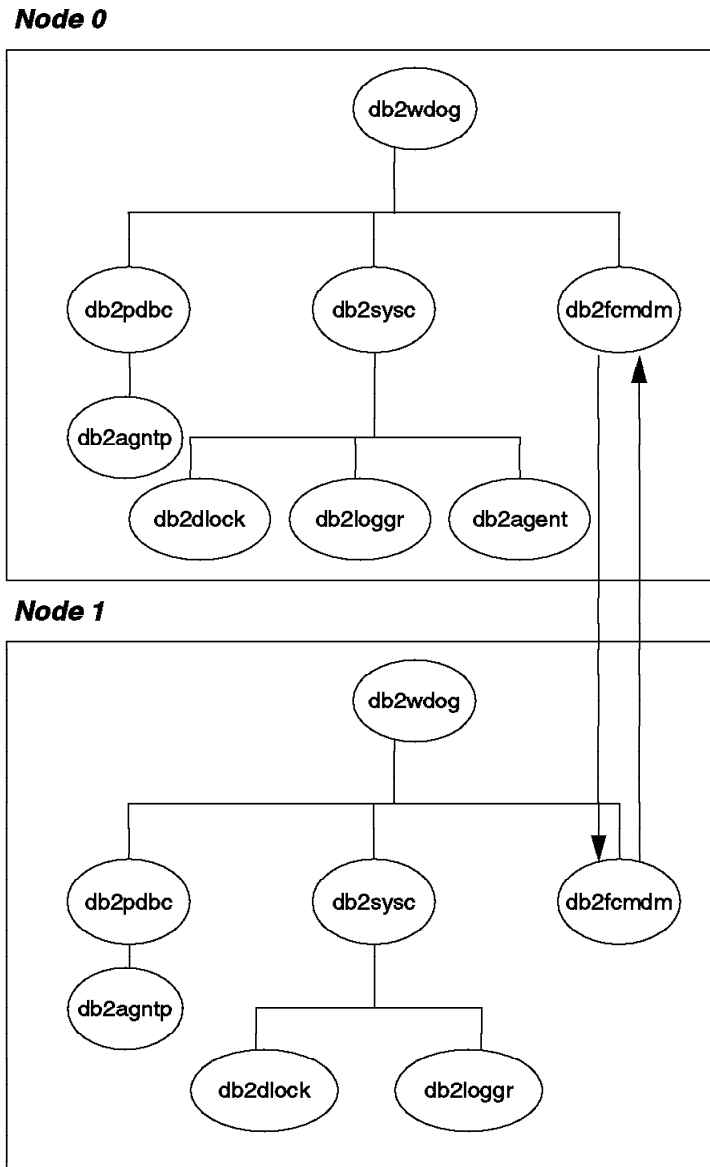 Node 0
db2wdog
db2pdbc
db2sysc
db2fcmdm
db2agntp
db2dlock
db2loggr
db2agent
Node 1
db2wdog
db2pdbc
db2sysc
db2fcmdm
db2agntp
db2dlock
db2loggr